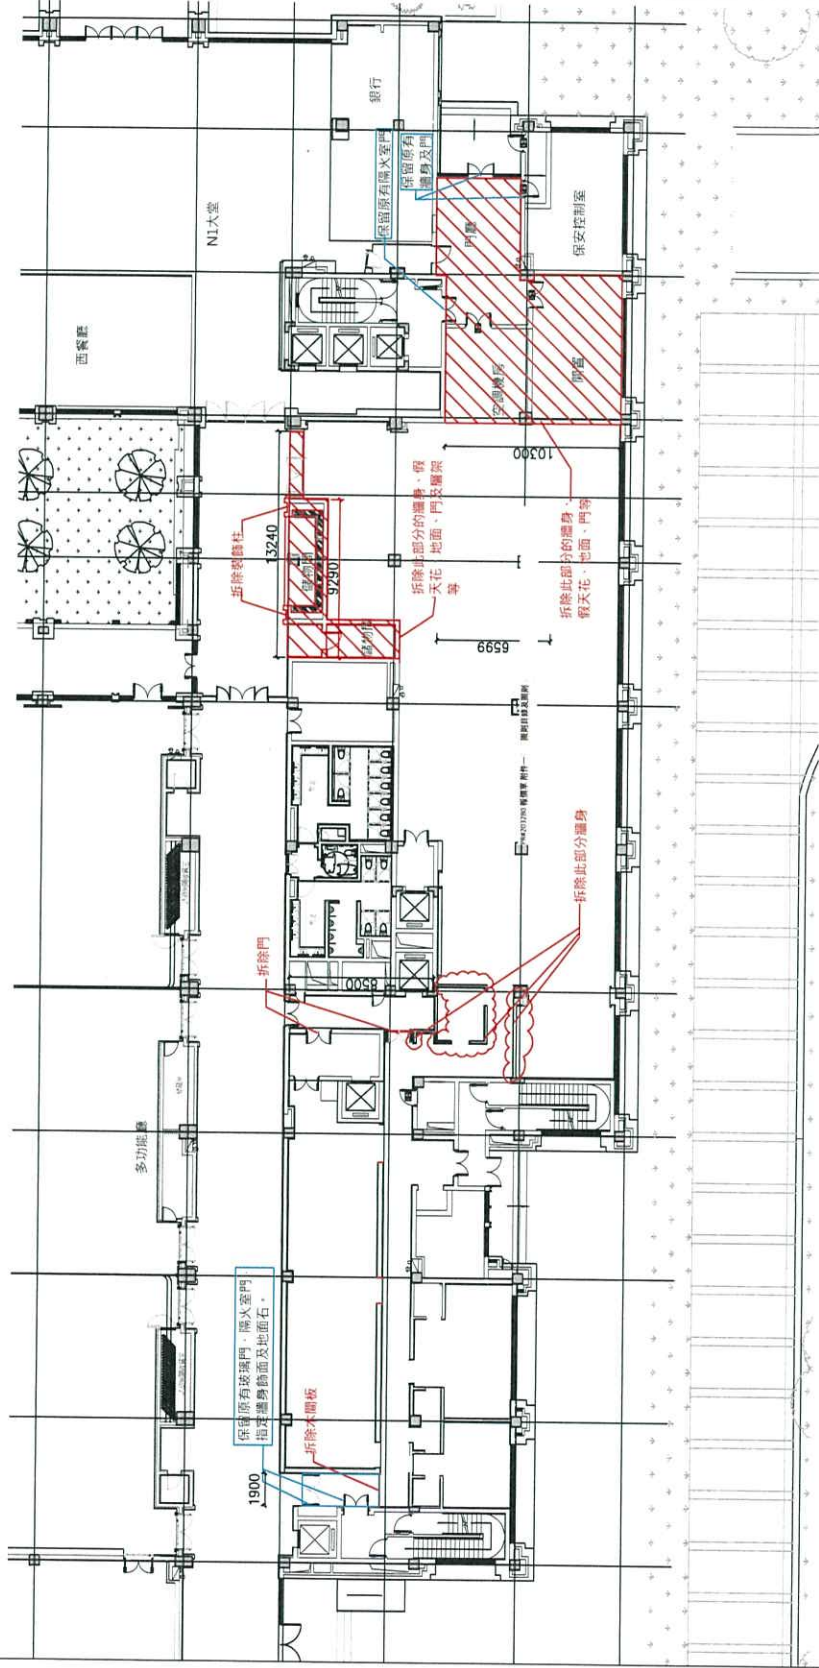 銀行
N1大堂
西餐廳
保留原有隔火室門
保留原有
牆身及門
門廳
保安控制室
空調機房
10300
拆除裝飾柱
13240
儲物間
9290
拆除此部分的牆身，假
天花，地面，門及層架
等
拆除此部分的牆身，
假天花，地面，門等
6599
拆除此部分牆身
拆除門
8500
多功能廳
保留原有玻璃門，隔火室門，
指定牆身飾面及地面石。
拆除木間板
1900